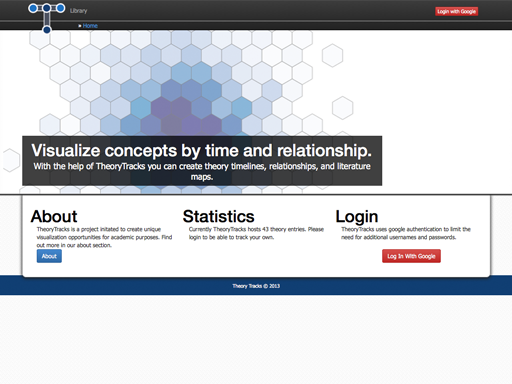 Library
Login with Google
» Home
Visualize concepts by time and relationship.
With the help of TheoryTracks you can create theory timelines, relationships, and literature
maps.
About
TheoryTracks is a project initated to create unique
visualization opportunities for academic purposes. Find
out more in our about section.
About
Statistics
Currently TheoryTracks hosts 43 theory entries. Please
login to be able to track your own.
Login
TheoryTracks uses google authentication to limit the
need for additional usernames and passwords.
Log In With Google
Theory Tracks © 2013